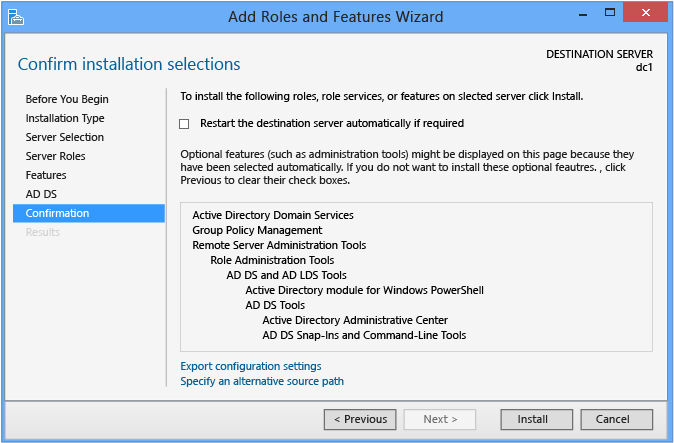 Add Roles and Features Wizard
Confirm installation selections
DESTINATION SERVER
dc1
Before You Begin
Installation Type
Server Selection
Server Roles
Features
AD DS
Confirmation
Results
To install the following roles, role services, or features on slected server click Install.
Restart the destination server automatically if required
Optional features (such as administration tools) might be displayed on this page because they
have been selected automatically. If you do not want to install these optional feautres. , click
Previous to clear their check boxes.
Active Directory Domain Services
Group Policy Management
Remote Server Administration Tools
Role Administration Tools
AD DS and AD LDS Tools
Active Directory module for Windows PowerShell
AD DS Tools
Active Directory Administrative Center
AD DS Snap-Ins and Command-Line Tools
Export configuration settings
Specify an alternative source path
< Previous
Next >
Install
Cancel